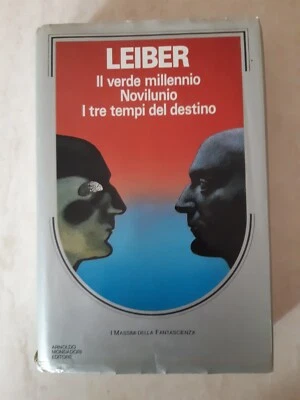 LEIBER
Il verde millennio
Novilunio
I tre tempi del destino
I MASSIMI DELLA FANTASCIENZA
ARNOLDO
MONDADORI
EDITORE